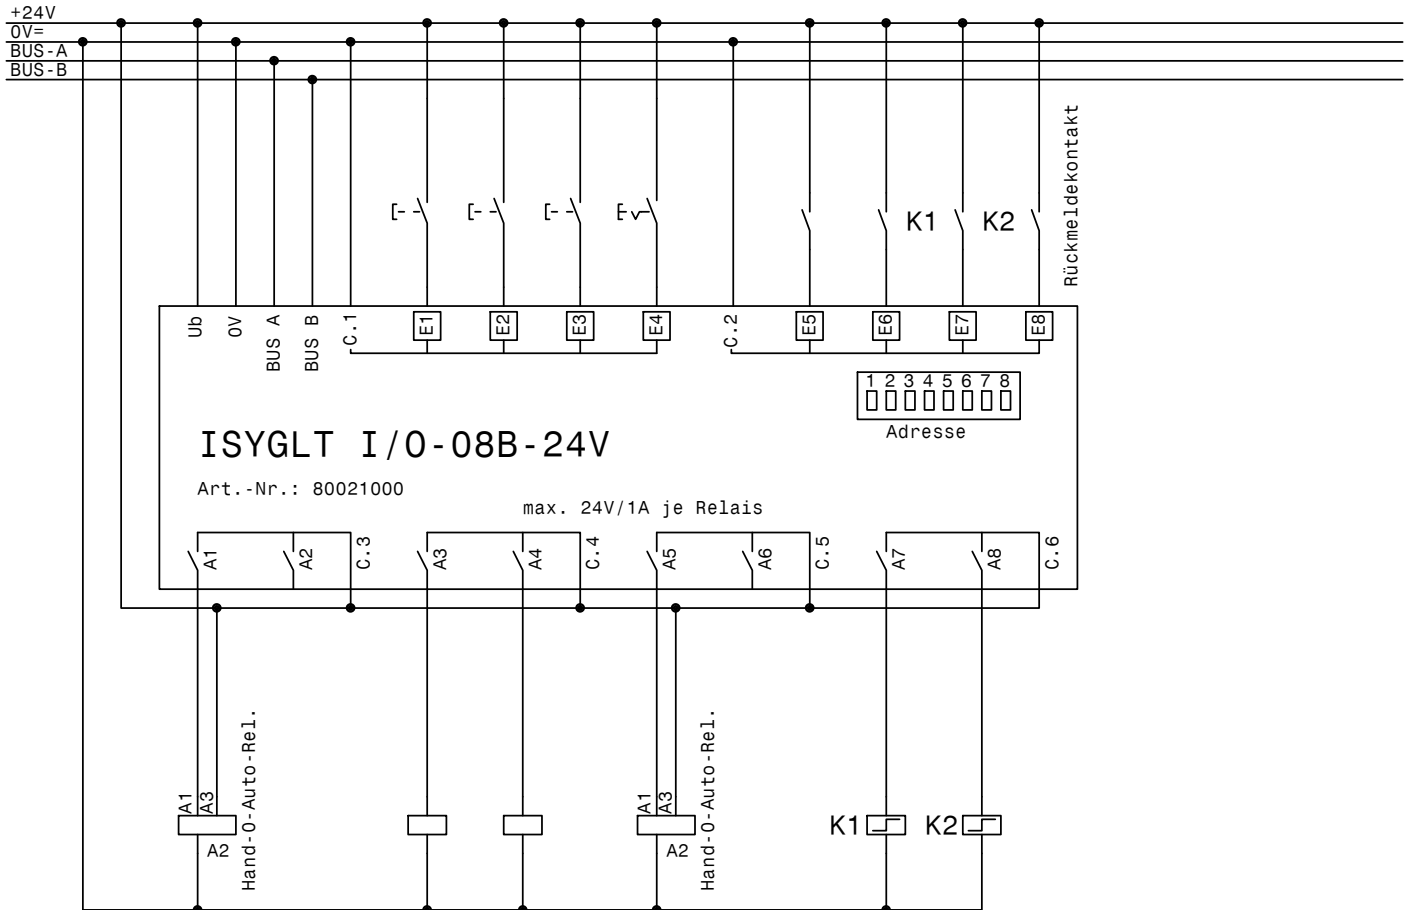 +24V
0V=
BUS-A
BUS-B
Rückmeldekontakt
K1 K2
Ub 0V BUS A BUS B C.1 E1 E2 E3 E4 C.2 E5 E6 E7 E8
1 2 3 4 5 6 7 8
Adresse
ISYGLT I/O-08B-24V
Art.-Nr.: 80021000
max. 24V/1A je Relais
A1 A2 C.3 A3 A4 C.4 A5 A6 C.5 A7 A8 C.6
A1 A3 A2 Hand-0-Auto-Rel.
A1 A3 A2 Hand-0-Auto-Rel.
K1 K2